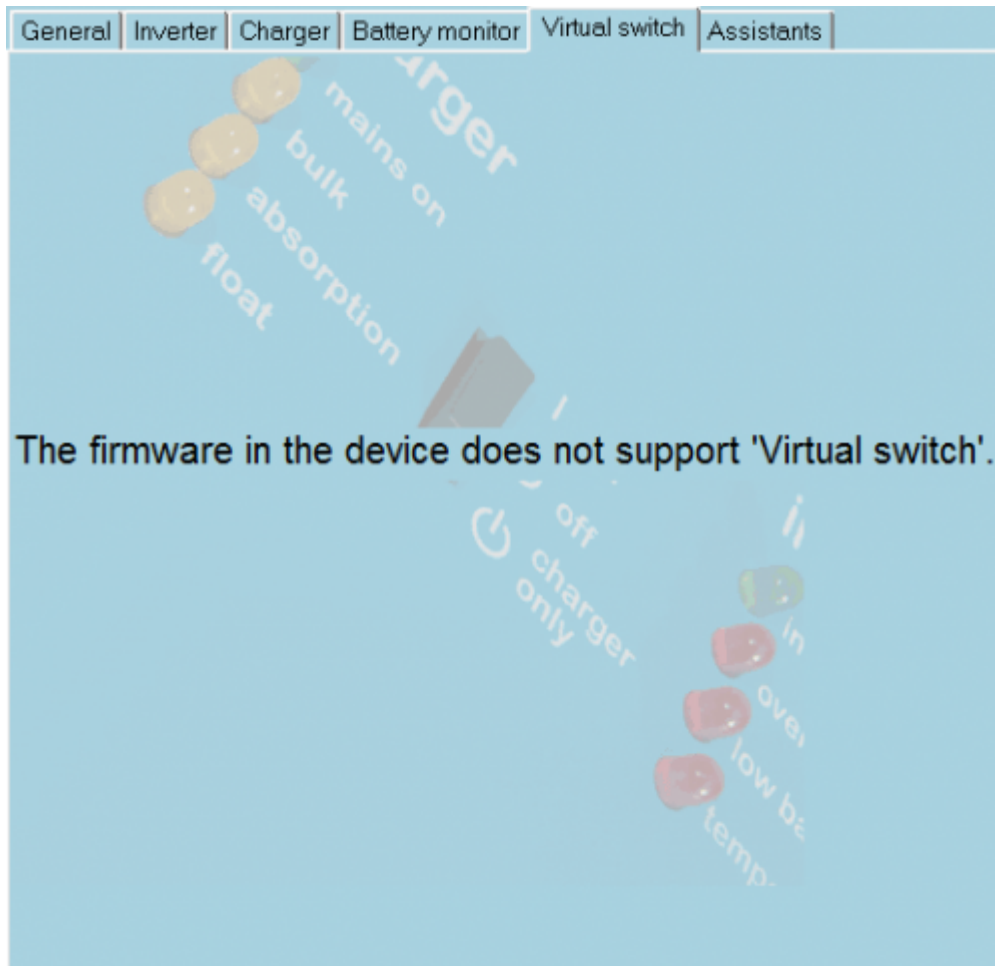 General Inverter Charger Battery monitor Virtual switch Assistants
mains on
bulk
absorption
float
The firmware in the device does not support 'Virtual switch'.
off
charger
only